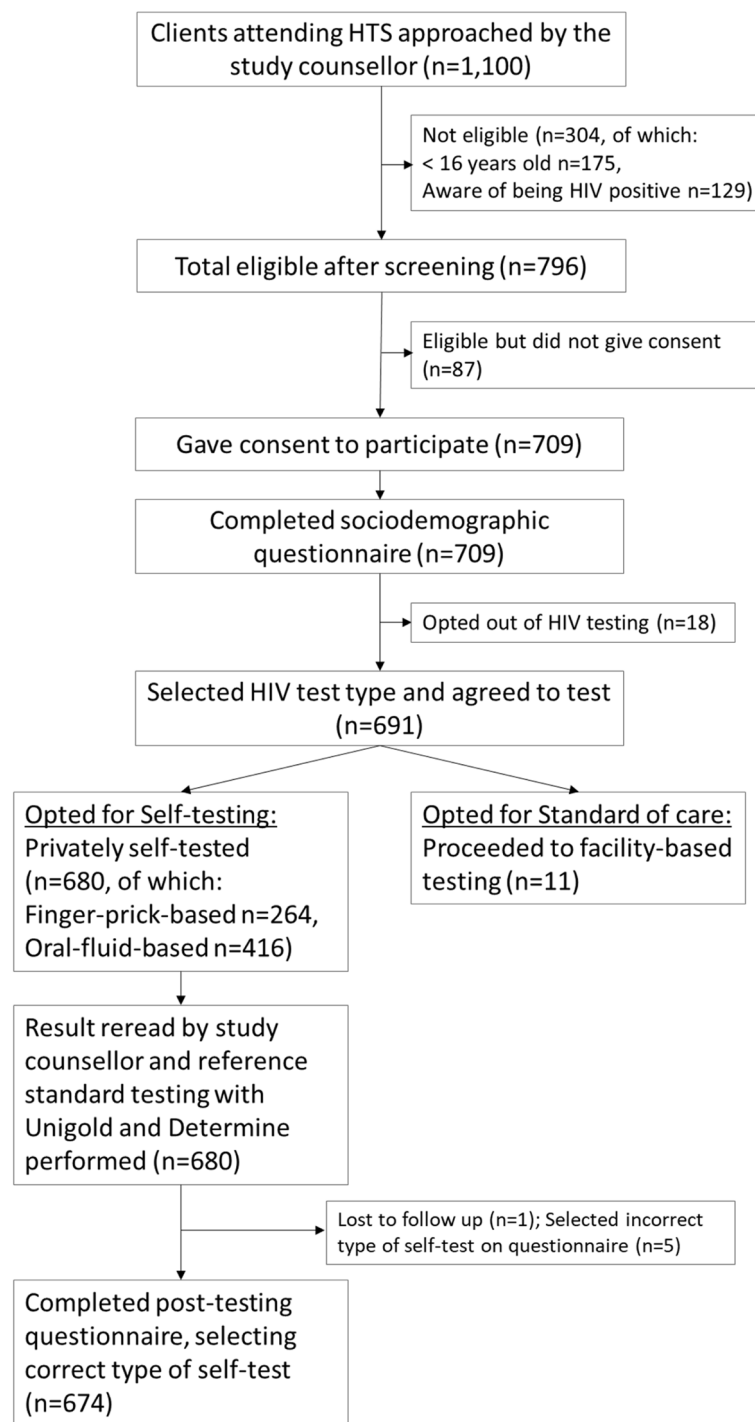 Clients attending HTS approached by the
study counsellor (n=1,100)
Not eligible (n=304, of which:
< 16 years old n=175,
Aware of being HIV positive n=129)
Total eligible after screening (n=796)
Eligible but did not give consent
(n=87)
Gave consent to participate (n=709)
Completed sociodemographic
questionnaire (n=709)
Opted out of HIV testing (n=18)
Selected HIV test type and agreed to test
(n=691)
Opted for Self-testing:
Privately self-tested
(n=680, of which:
Finger-prick-based n=264,
Oral-fluid-based n=416)
Opted for Standard of care:
Proceeded to facility-based
testing (n=11)
Result reread by study
counsellor and reference
standard testing with
Unigold and Determine
performed (n=680)
Lost to follow up (n=1); Selected incorrect
type of self-test on questionnaire (n=5)
Completed post-testing
questionnaire, selecting
correct type of self-test
(n=674)